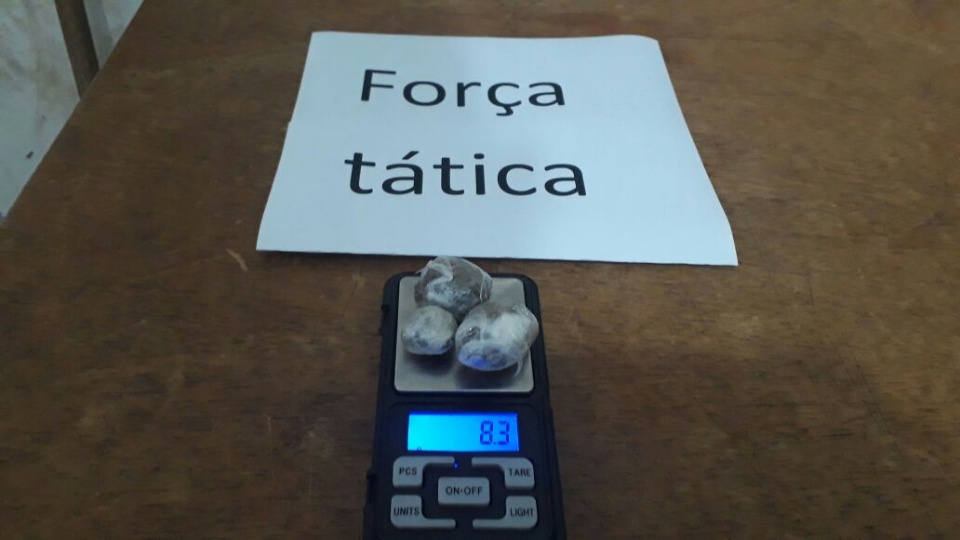 Força
tática
8.3
PCS
TARE
ON•OFF
UNITS
LIGHT